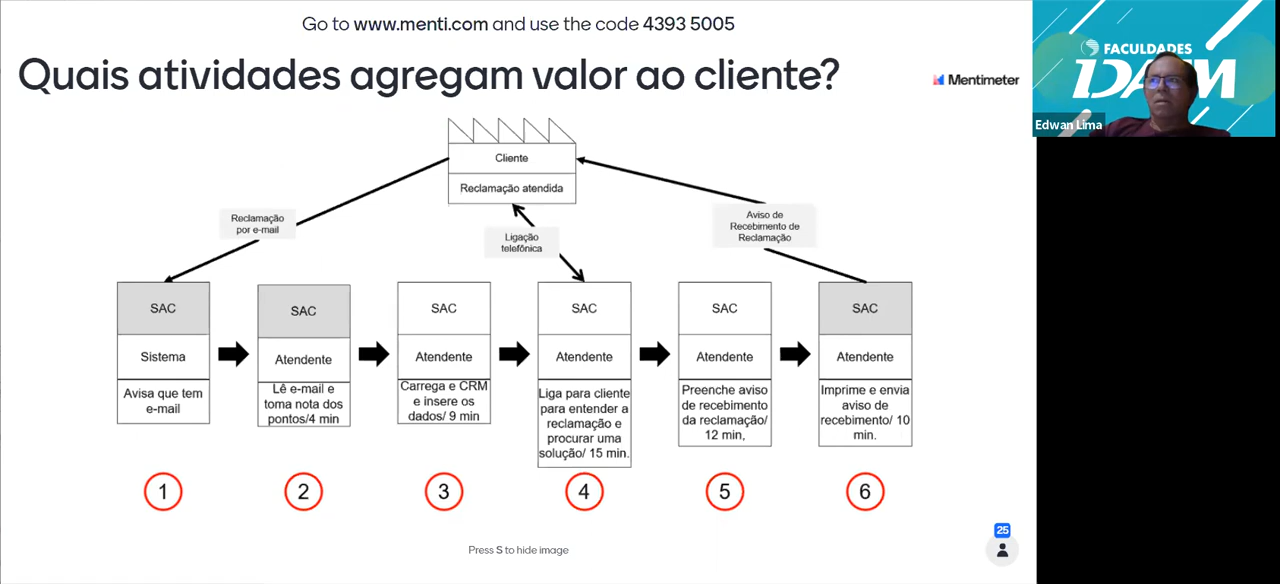 Go to www.menti.com and use the code 4393 5005
Quais atividades agregam valor ao cliente?
Mentimeter
FACULDADES
IDAAM
Edwan Lima
Cliente
Reclamação atendida
Reclamação
por e-mail
Ligação
telefônica
Aviso de
Recebimento de
Reclamação
SAC
Sistema
Avisa que tem
e-mail
SAC
Atendente
Lê e-mail e
toma nota dos
pontos/4 min
SAC
Atendente
Carrega e CRM
e insere os
dados/ 9 min
SAC
Atendente
Liga para cliente
para entender a
reclamação e
procurar uma
solução/ 15 min.
SAC
Atendente
Preenche aviso
de recebimento
da reclamação/
12 min,
SAC
Atendente
Imprime e envia
aviso de
recebimento/ 10
min.
1
2
3
4
5
6
Press S to hide image
25